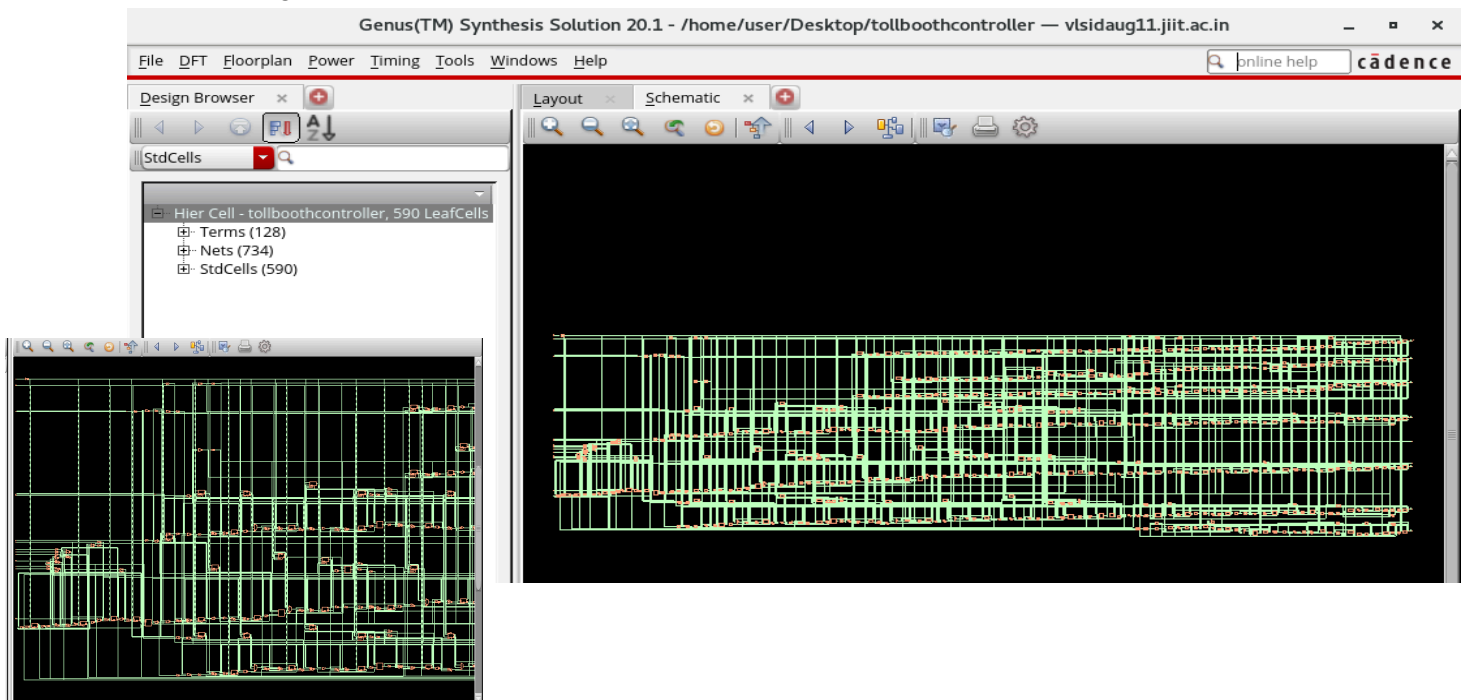 Genus(TM) Synthesis Solution 20.1 - /home/user/Desktop/tollboothcontroller — vlsidaug11.jiit.ac.in
File DFT Floorplan Power Timing Tools Windows Help
online help
cādence
Design Browser
Layout
Schematic
A
Z
StdCells
Hier Cell - tollboothcontroller, 590 LeafCells
Terms (128)
Nets (734)
StdCells (590)